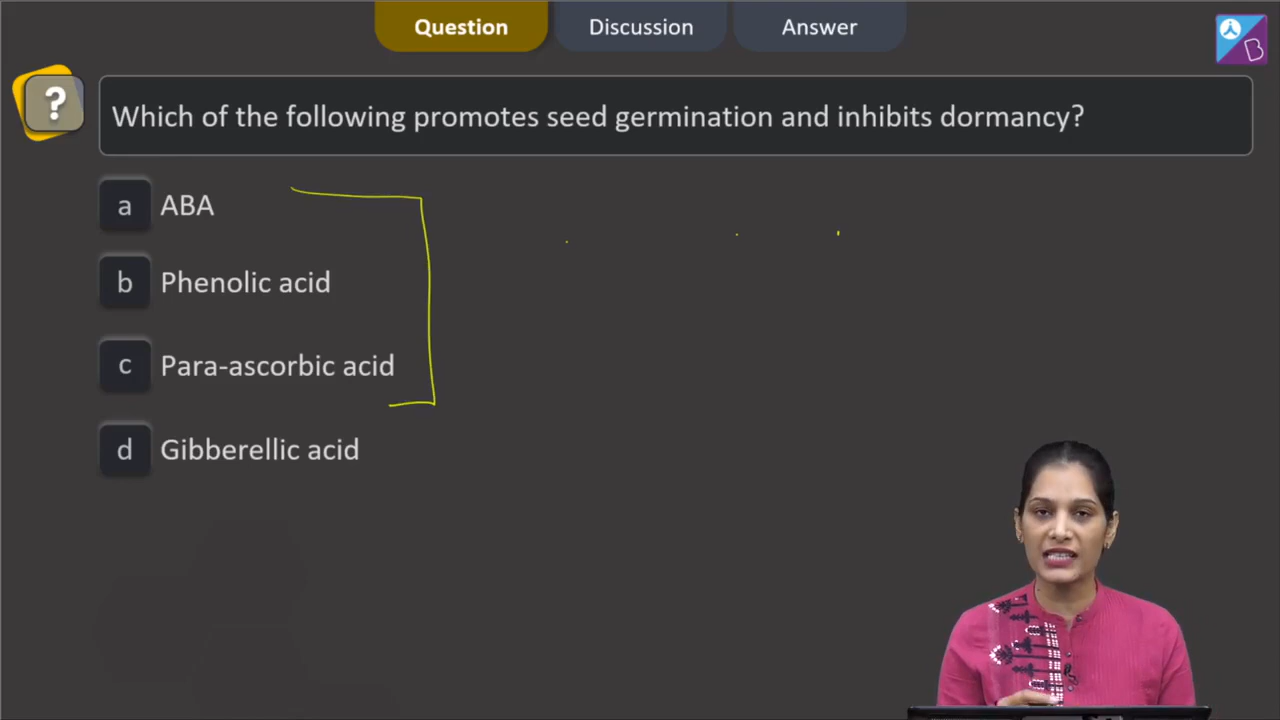 Question Discussion Answer
B
?
Which of the following promotes seed germination and inhibits dormancy?
a ABA
b Phenolic acid
c Para-ascorbic acid
d Gibberellic acid